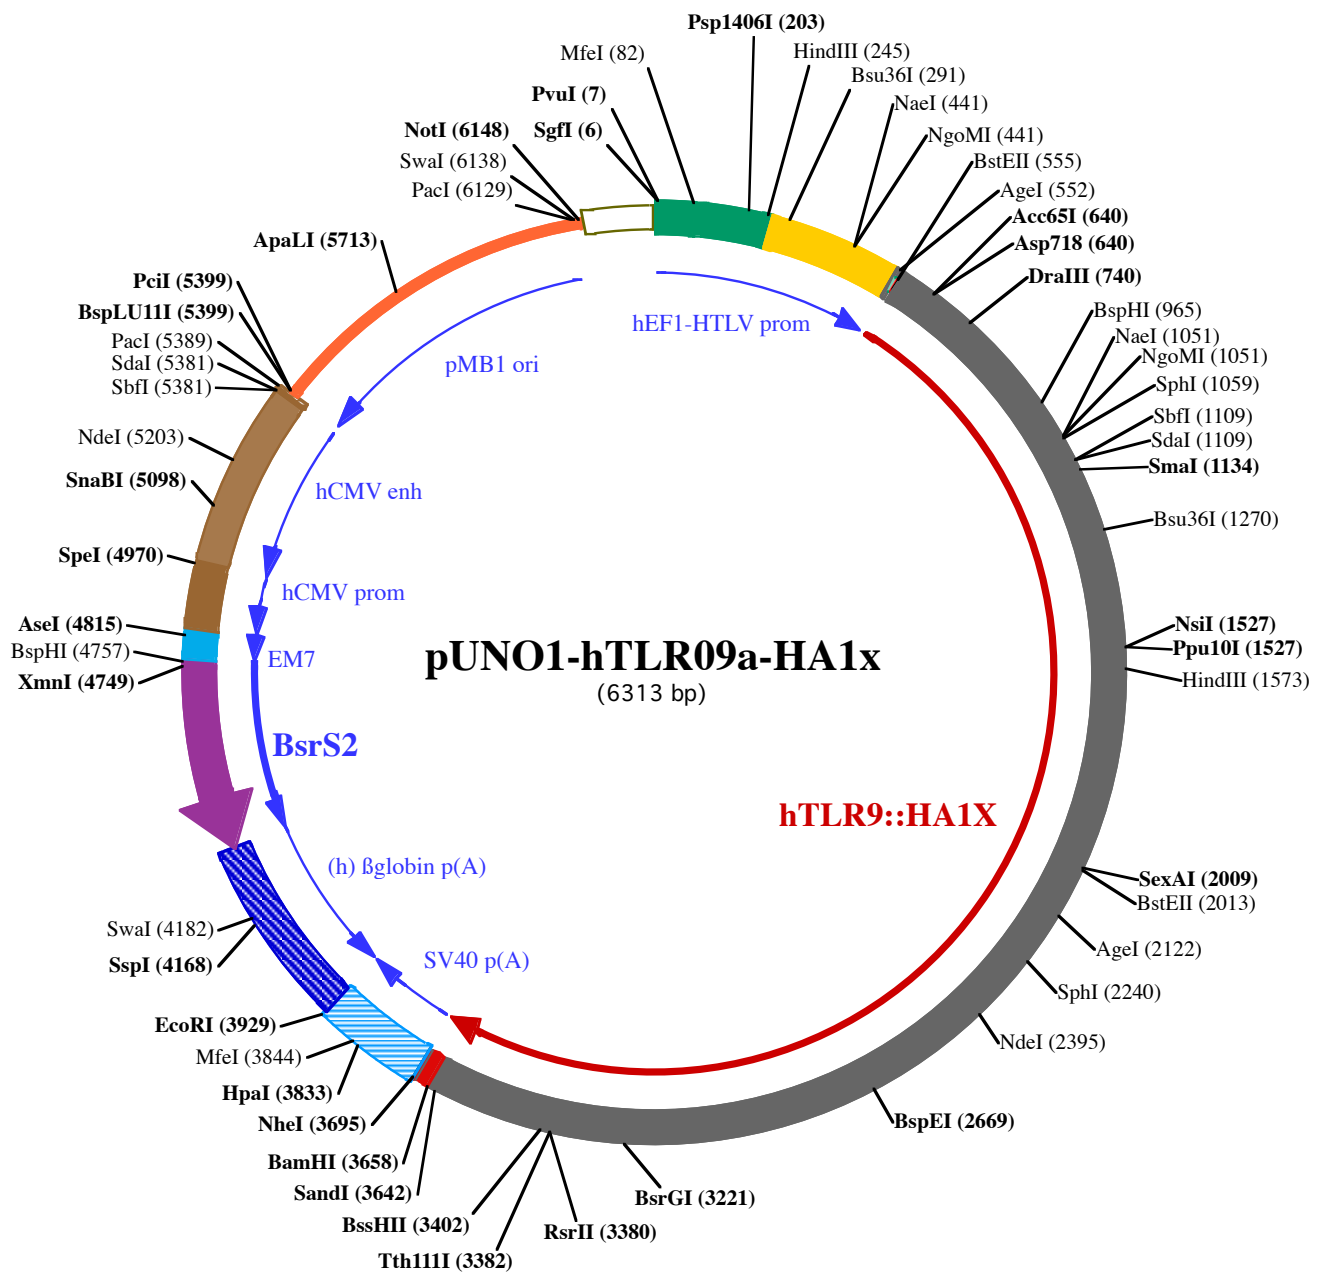 Psp1406I (203)
MfeI (82)
HindIII (245)
Bsu36I (291)
PvuI (7)
NaeI (441)
NotI (6148)
SgfI (6)
NgoMI (441)
SwaI (6138)
BstEII (555)
PacI (6129)
AgeI (552)
Acc65I (640)
ApaLI (5713)
Asp718 (640)
PciI (5399)
DraIII (740)
BspLU11I (5399)
BspHI (965)
hEF1-HTLV prom
PacI (5389)
NaeI (1051)
SdaI (5381)
NgoMI (1051)
pMB1 ori
SbfI (5381)
SphI (1059)
SbfI (1109)
NdeI (5203)
SdaI (1109)
SmaI (1134)
SnaBI (5098)
hCMV enh
Bsu36I (1270)
SpeI (4970)
hCMV prom
AseI (4815)
NsiI (1527)
BspHI (4757)
Ppu10I (1527)
EM7
pUNO1-hTLR09a-HA1x
XmnI (4749)
HindIII (1573)
(6313 bp)
BsrS2
hTLR9::HA1X
(h) ßglobin p(A)
SexAI (2009)
BstEII (2013)
SwaI (4182)
AgeI (2122)
SspI (4168)
SV40 p(A)
SphI (2240)
EcoRI (3929)
NdeI (2395)
MfeI (3844)
HpaI (3833)
BspEI (2669)
NheI (3695)
BamHI (3658)
SandI (3642)
BsrGI (3221)
BssHII (3402)
RsrII (3380)
Tth111I (3382)